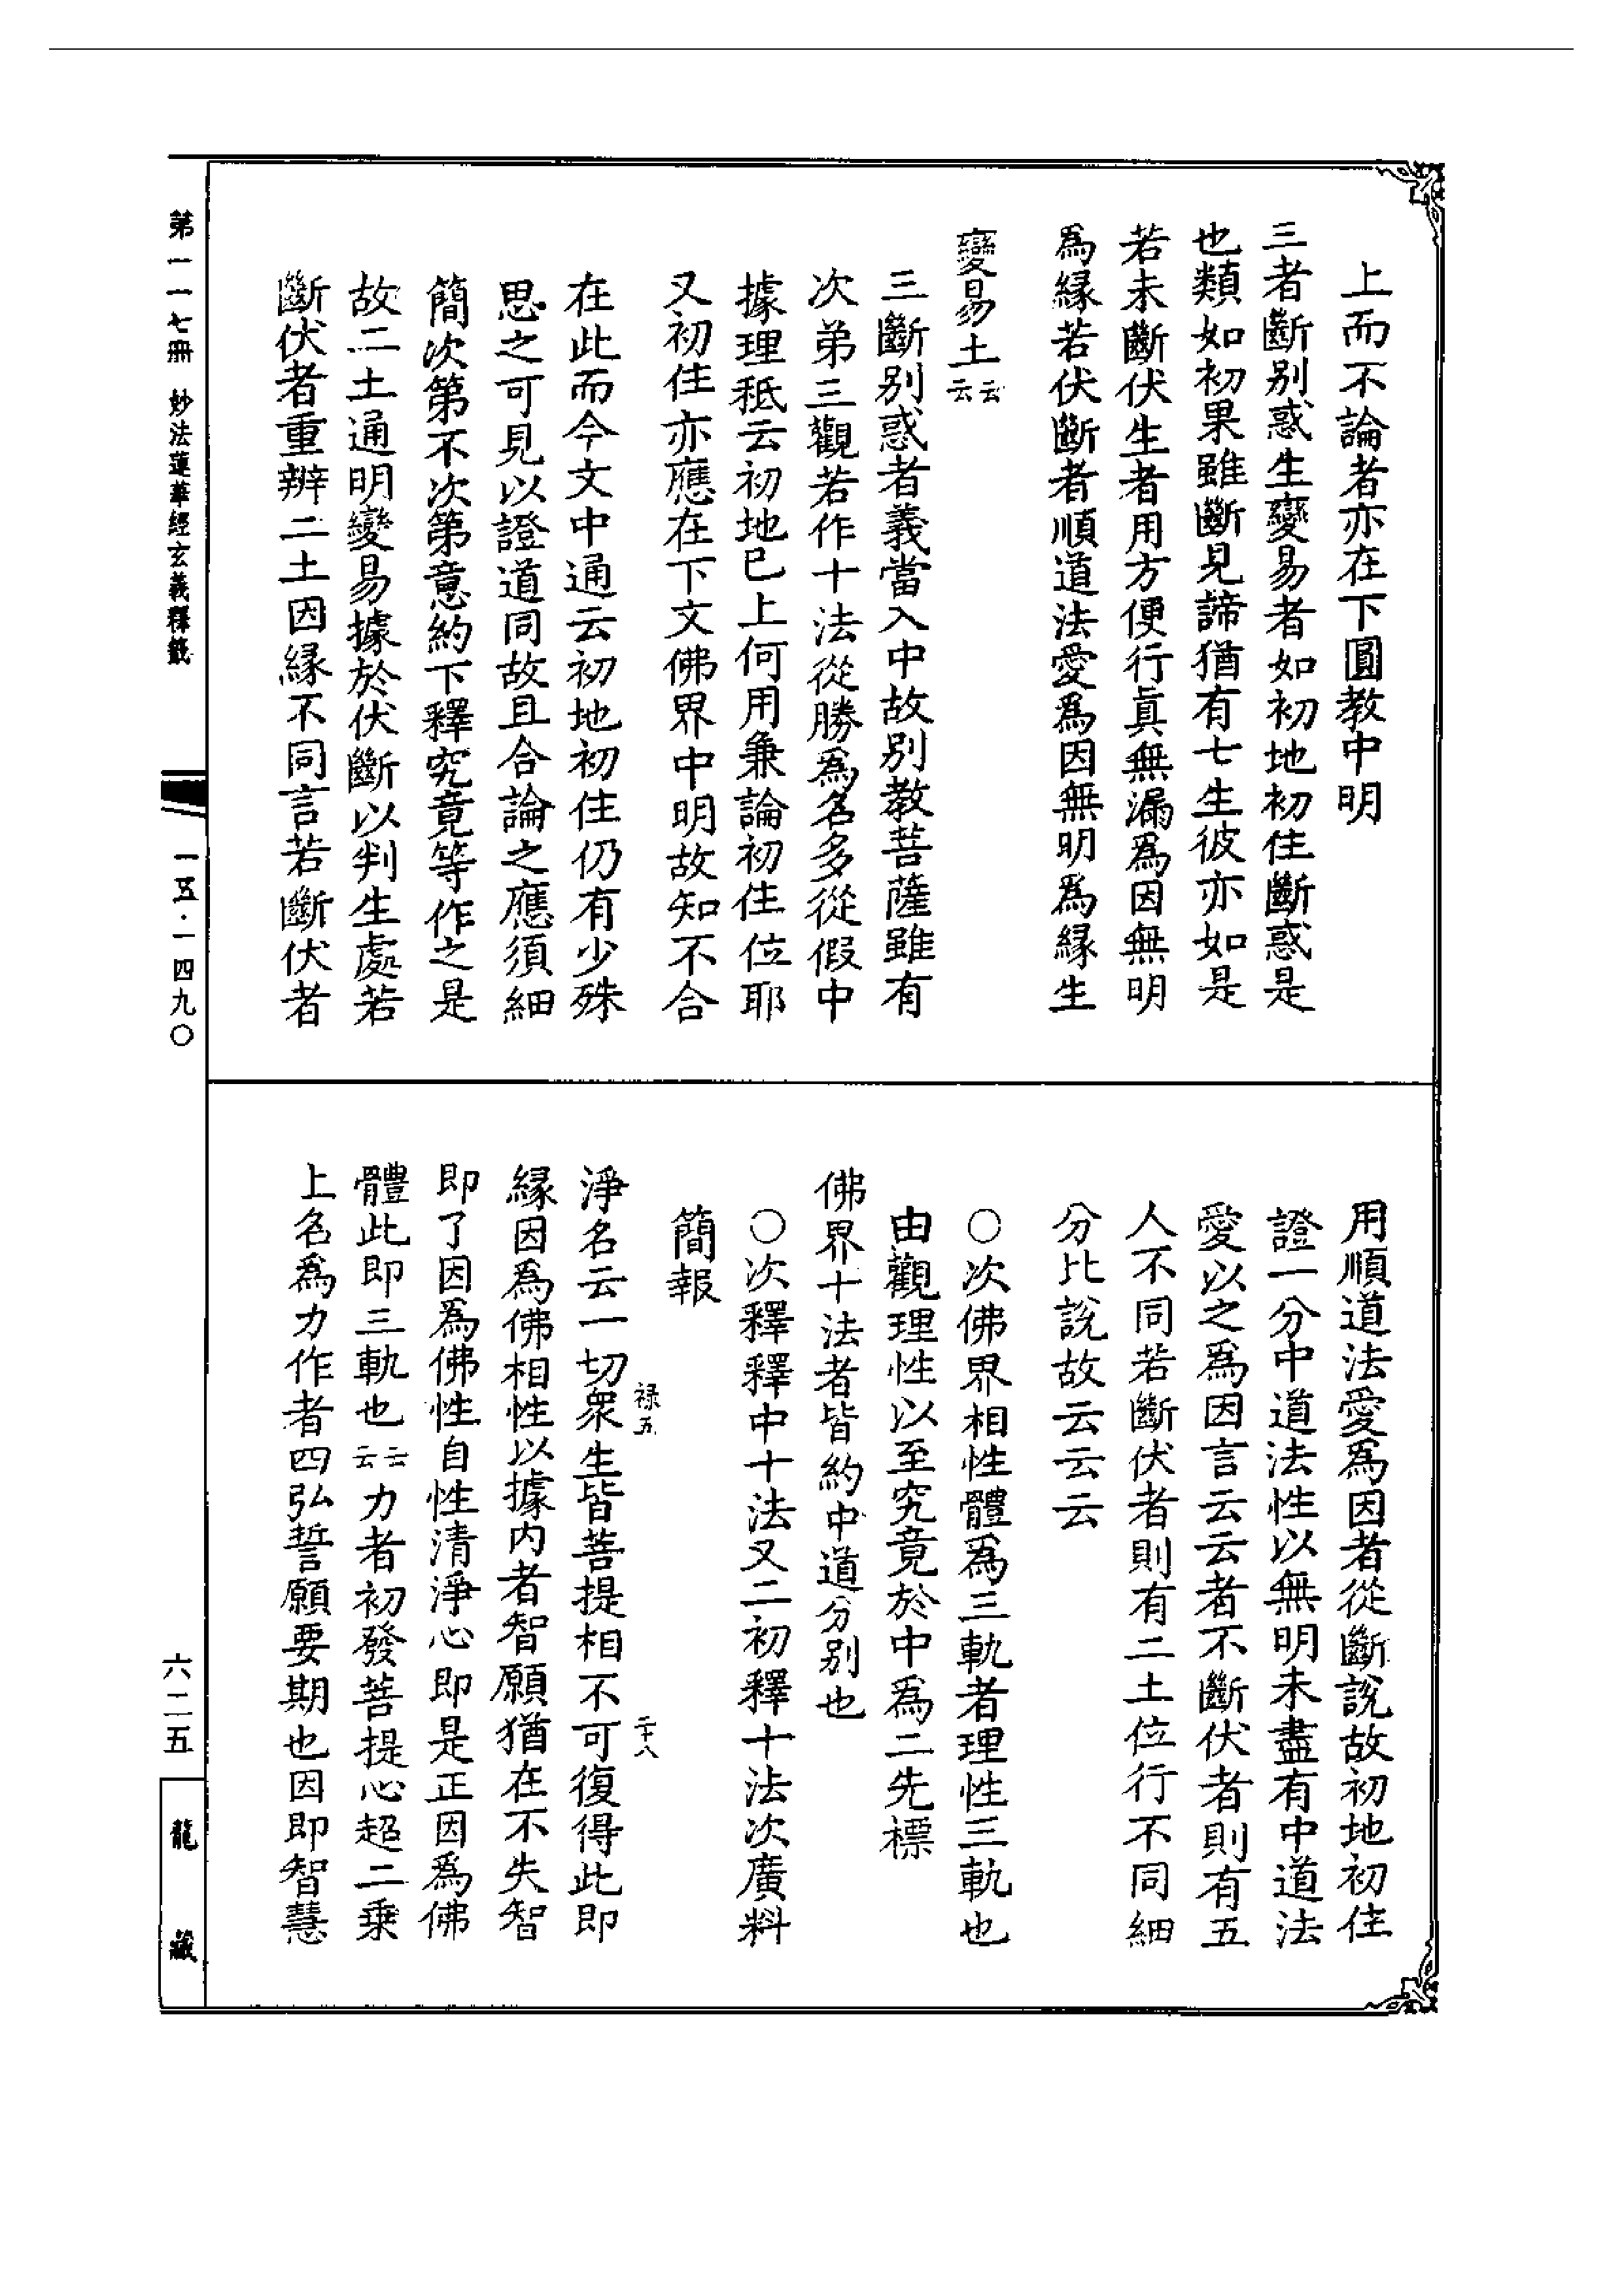 上而不論者亦在下圓教中明
三者斷別惑生變易者如初地初住斷惑是
也類如初果雖斷見諦猶有七生彼亦如是
若未斷伏生者用方便行真無漏爲因無明
爲緣若伏斷者順道法愛爲因無明爲緣生
變易土云云
三斷別惑者義當入中故別教菩薩雖有
次第三觀若作十法從勝爲名多從假中
據理秖云初地已上何用兼論初住位耶
又初住亦應在下文佛界中明故知不合
在此而今文中通云初地初住仍有少殊
思之可見以證道同故且合論之應須細
簡次第不次第意約下釋究竟等作之是
故二土通明變易據於伏斷以判生處若
斷伏者重辨二土因緣不同言若斷伏者
用順道法愛爲因者從斷說故初地初住
證一分中道法性以無明未盡有中道法
愛以之爲因言云云者不斷伏者則有五
人不同若斷伏者則有二土位行不同細
分比說故云云云
○次佛界相性體爲三軌者理性三軌也
由觀理性以至究竟於中爲二先標
佛界十法者皆約中道分別也
○次釋釋中十法又二初釋十法次廣料
簡報
祿五
二十八
淨名云一切衆生皆菩提相不可復得此即
緣因爲佛相性以據內者智願猶在不失智
即了因爲佛性自性清淨心即是正因爲佛
體此即三軌也云云力者初發菩提心超二乘
上名爲力作者四弘誓願要期也因即智慧
第一一七冊 妙法蓮華經玄義釋籤
一五·一四九〇
六二五
龍藏